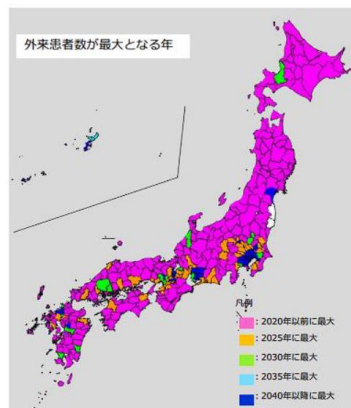 外来患者数が最大となる年
凡例
：2020年以前に最大
：2025年に最大
：2030年に最大
：2035年に最大
：2040年以降に最大